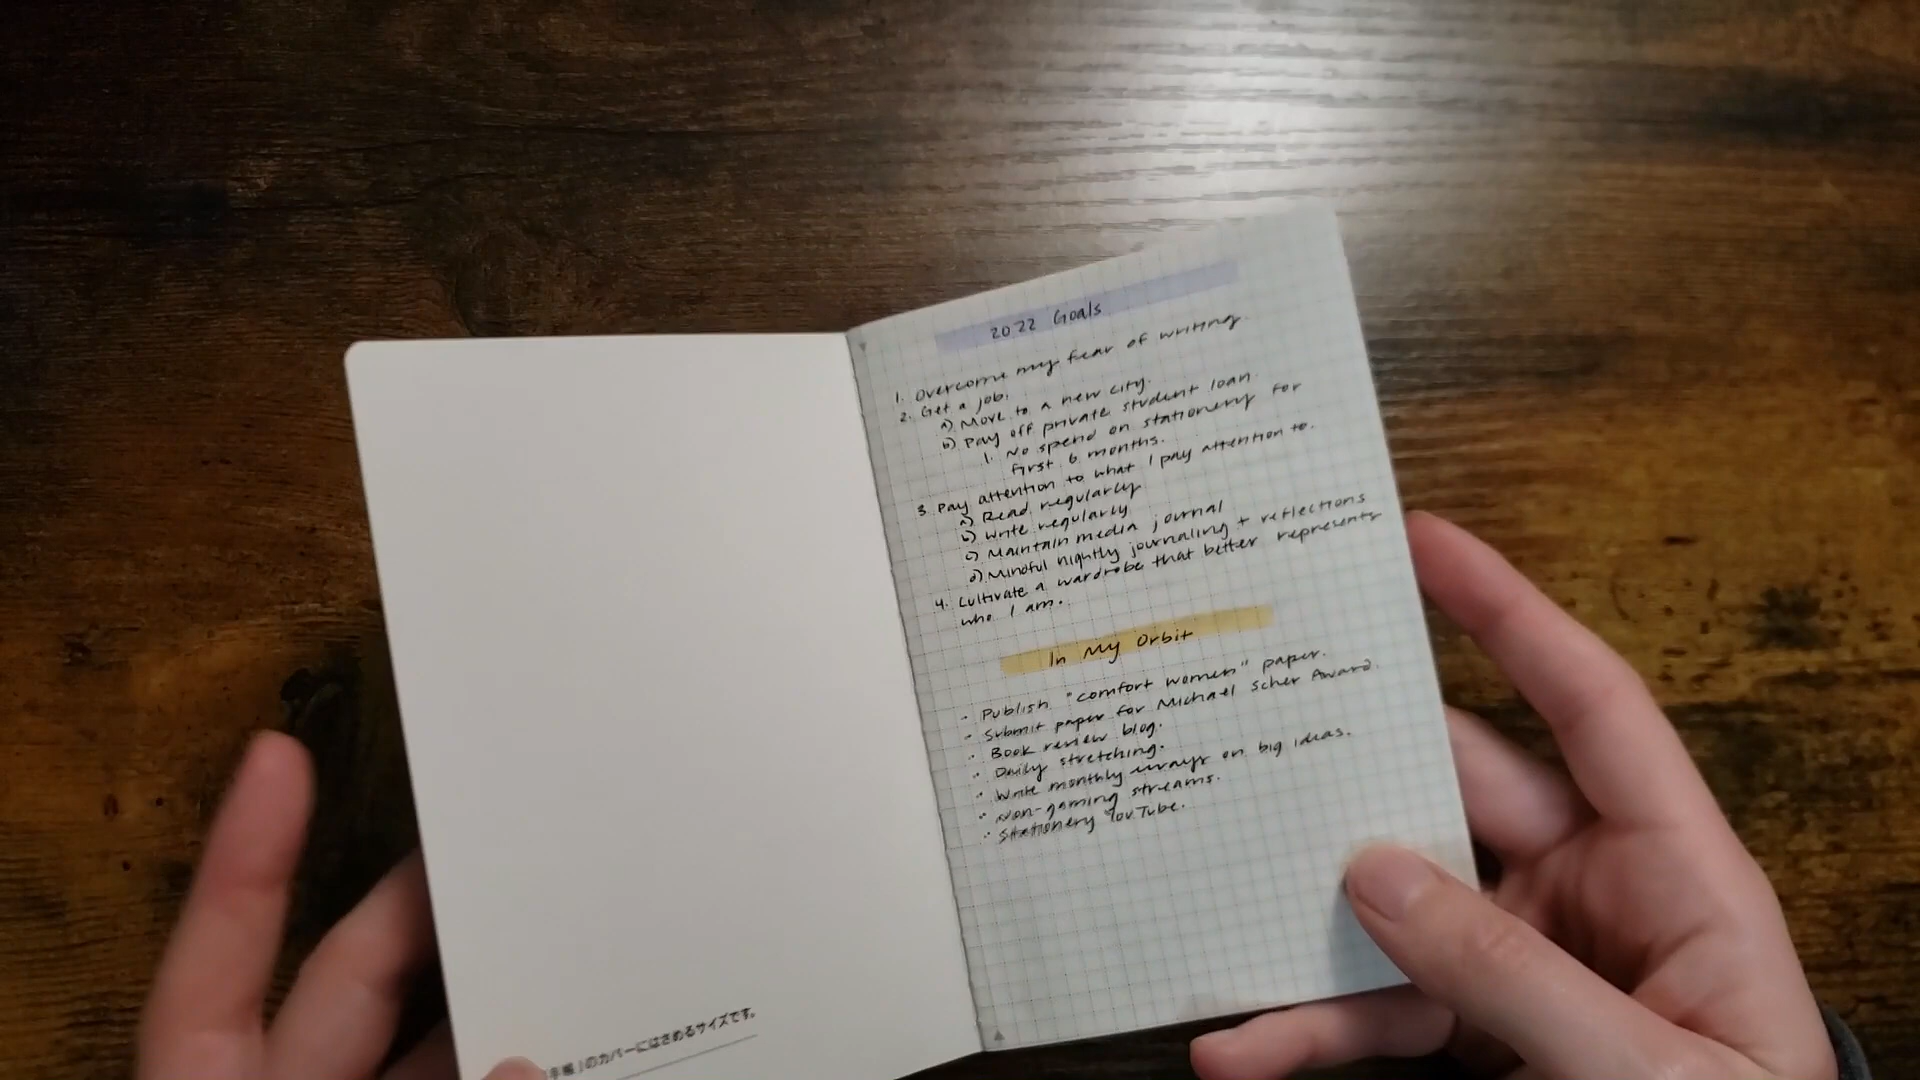 手帳」のカバーにはさめるサイズです。
2022 Goals
1. Overcome my fear of writing.
2. Get a job.
a) Move to a new city.
b) Pay off private student loan.
1. No spend on stationery for
first 6 months.
3. Pay attention to what I pay attention to.
a) Read regularly
b) Write regularly
c) Maintain media journal
d) Mindful nightly journaling + reflections
4. Cultivate a wardrobe that better represents
who I am.
In My Orbit
· Publish "comfort women" paper.
· Submit paper for Michael Scher Award.
· Book review blog.
· Daily stretching.
· Write monthly essays on big ideas.
· Non-gaming streams.
· Stationery YouTube.